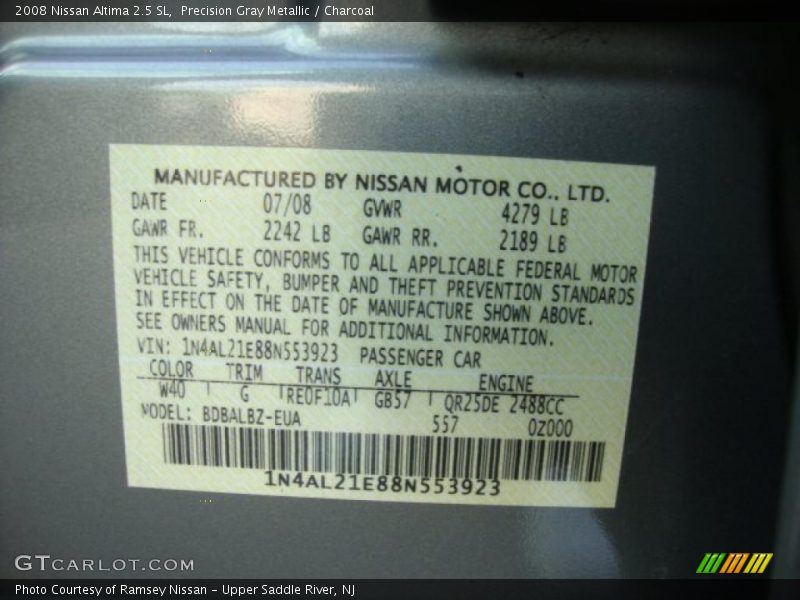 2008 Nissan Altima 2.5 SL, Precision Gray Metallic / Charcoal
MANUFACTURED BY NISSAN MOTOR CO., LTD.
DATE 07/08 GVWR 4279 LB
GAWR FR. 2242 LB GAWR RR. 2189 LB
THIS VEHICLE CONFORMS TO ALL APPLICABLE FEDERAL MOTOR
VEHICLE SAFETY, BUMPER AND THEFT PREVENTION STANDARDS
IN EFFECT ON THE DATE OF MANUFACTURE SHOWN ABOVE.
SEE OWNERS MANUAL FOR ADDITIONAL INFORMATION.
VIN: 1N4AL21E88N553923 PASSENGER CAR
COLOR TRIM TRANS AXLE ENGINE
W40 G RE0F10A GB57 QR25DE 2488CC
MODEL: BDBALBZ-EUA 557 0Z000
1N4AL21E88N553923
GTCARLOT.COM
Photo Courtesy of Ramsey Nissan - Upper Saddle River, NJ